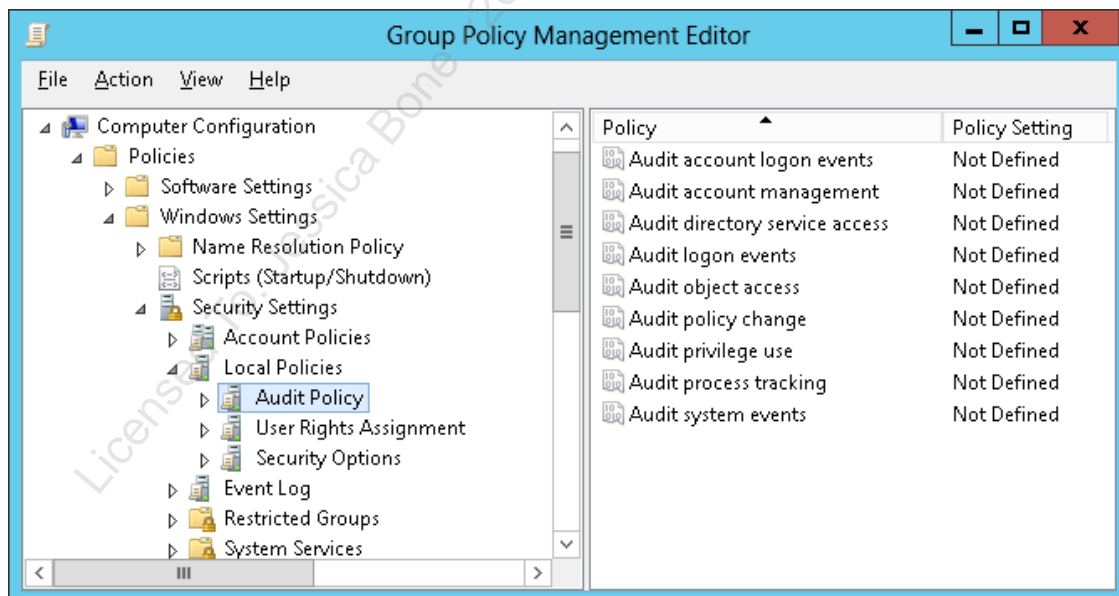 Group Policy Management Editor
File Action View Help
Computer Configuration
Policies
Software Settings
Windows Settings
Name Resolution Policy
Scripts (Startup/Shutdown)
Security Settings
Account Policies
Local Policies
Audit Policy
User Rights Assignment
Security Options
Event Log
Restricted Groups
System Services
Policy Policy Setting
Audit account logon events Not Defined
Audit account management Not Defined
Audit directory service access Not Defined
Audit logon events Not Defined
Audit object access Not Defined
Audit policy change Not Defined
Audit privilege use Not Defined
Audit process tracking Not Defined
Audit system events Not Defined
Licensed To: Jessica Bone